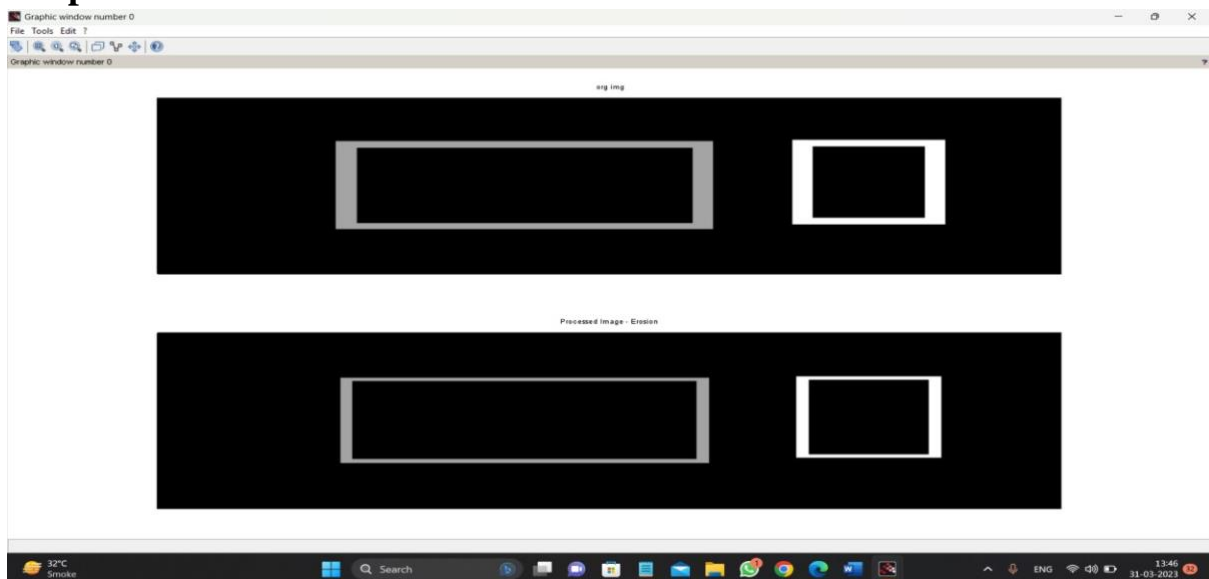 Graphic window number 0
File Tools Edit ?
Graphic window number 0
?
org img
Processed Image - Erosion
32°C
Smoke
Search
ENG
13:46
31-03-2023
32